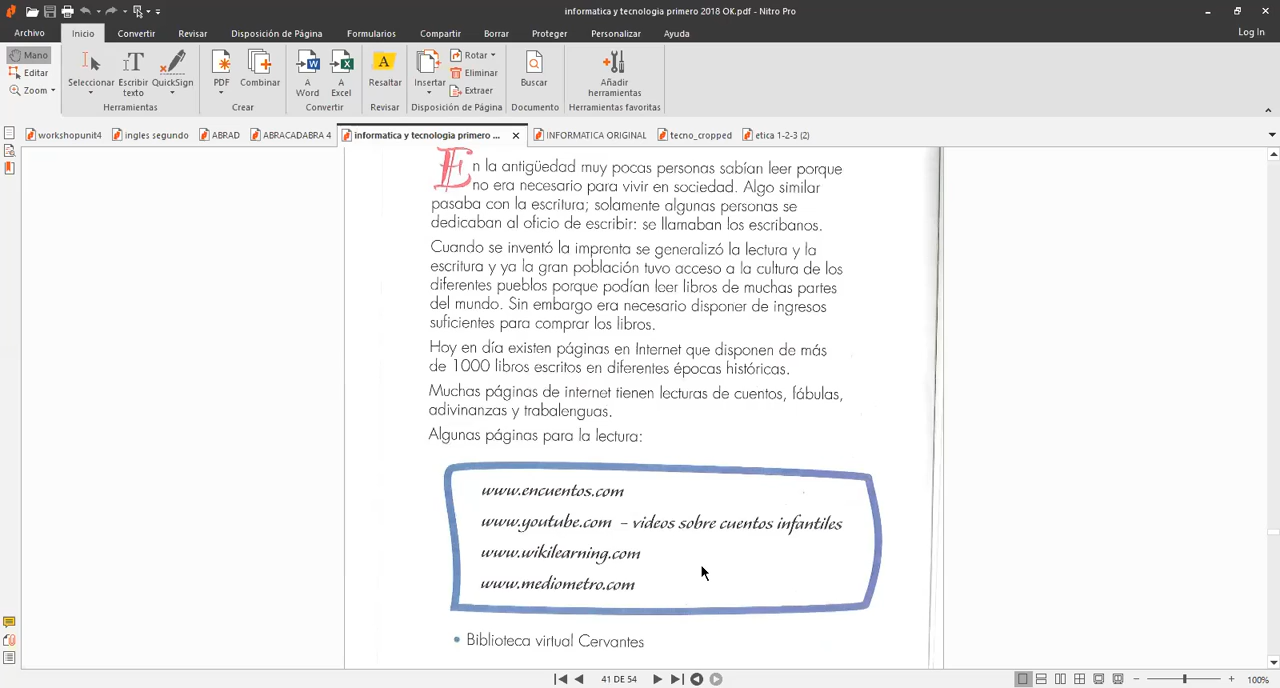 informatica y tecnologia primero 2018 OK.pdf - Nitro Pro
Archivo Inicio Convertir Revisar Disposición de Página Formularios Compartir Borrar Proteger Personalizar Ayuda Log In
Mano
Editar
Zoom
Seleccionar
Escribir texto
QuickSign
Herramientas
PDF
Combinar
Crear
A Word
A Excel
Convertir
Resaltar
Revisar
Insertar
Rotar
Eliminar
Extraer
Disposición de Página
Buscar
Documento
Añadir herramientas
Herramientas favoritas
workshopunit4 ingles segundo ABRAD ABRACADABRA 4 informatica y tecnologia primero ... INFORMATICA ORIGINAL tecno_cropped etica 1-2-3 (2)
En la antigüedad muy pocas personas sabían leer porque
no era necesario para vivir en sociedad. Algo similar
pasaba con la escritura; solamente algunas personas se
dedicaban al oficio de escribir: se llamaban los escribanos.
Cuando se inventó la imprenta se generalizó la lectura y la
escritura y ya la gran población tuvo acceso a la cultura de los
diferentes pueblos porque podían leer libros de muchas partes
del mundo. Sin embargo era necesario disponer de ingresos
suficientes para comprar los libros.
Hoy en día existen páginas en Internet que disponen de más
de 1000 libros escritos en diferentes épocas históricas.
Muchas páginas de internet tienen lecturas de cuentos, fábulas,
adivinanzas y trabalenguas.
Algunas páginas para la lectura:
www.encuentos.com
www.youtube.com - videos sobre cuentos infantiles
www.wikilearning.com
www.mediometro.com
• Biblioteca virtual Cervantes
41 DE 54
100%